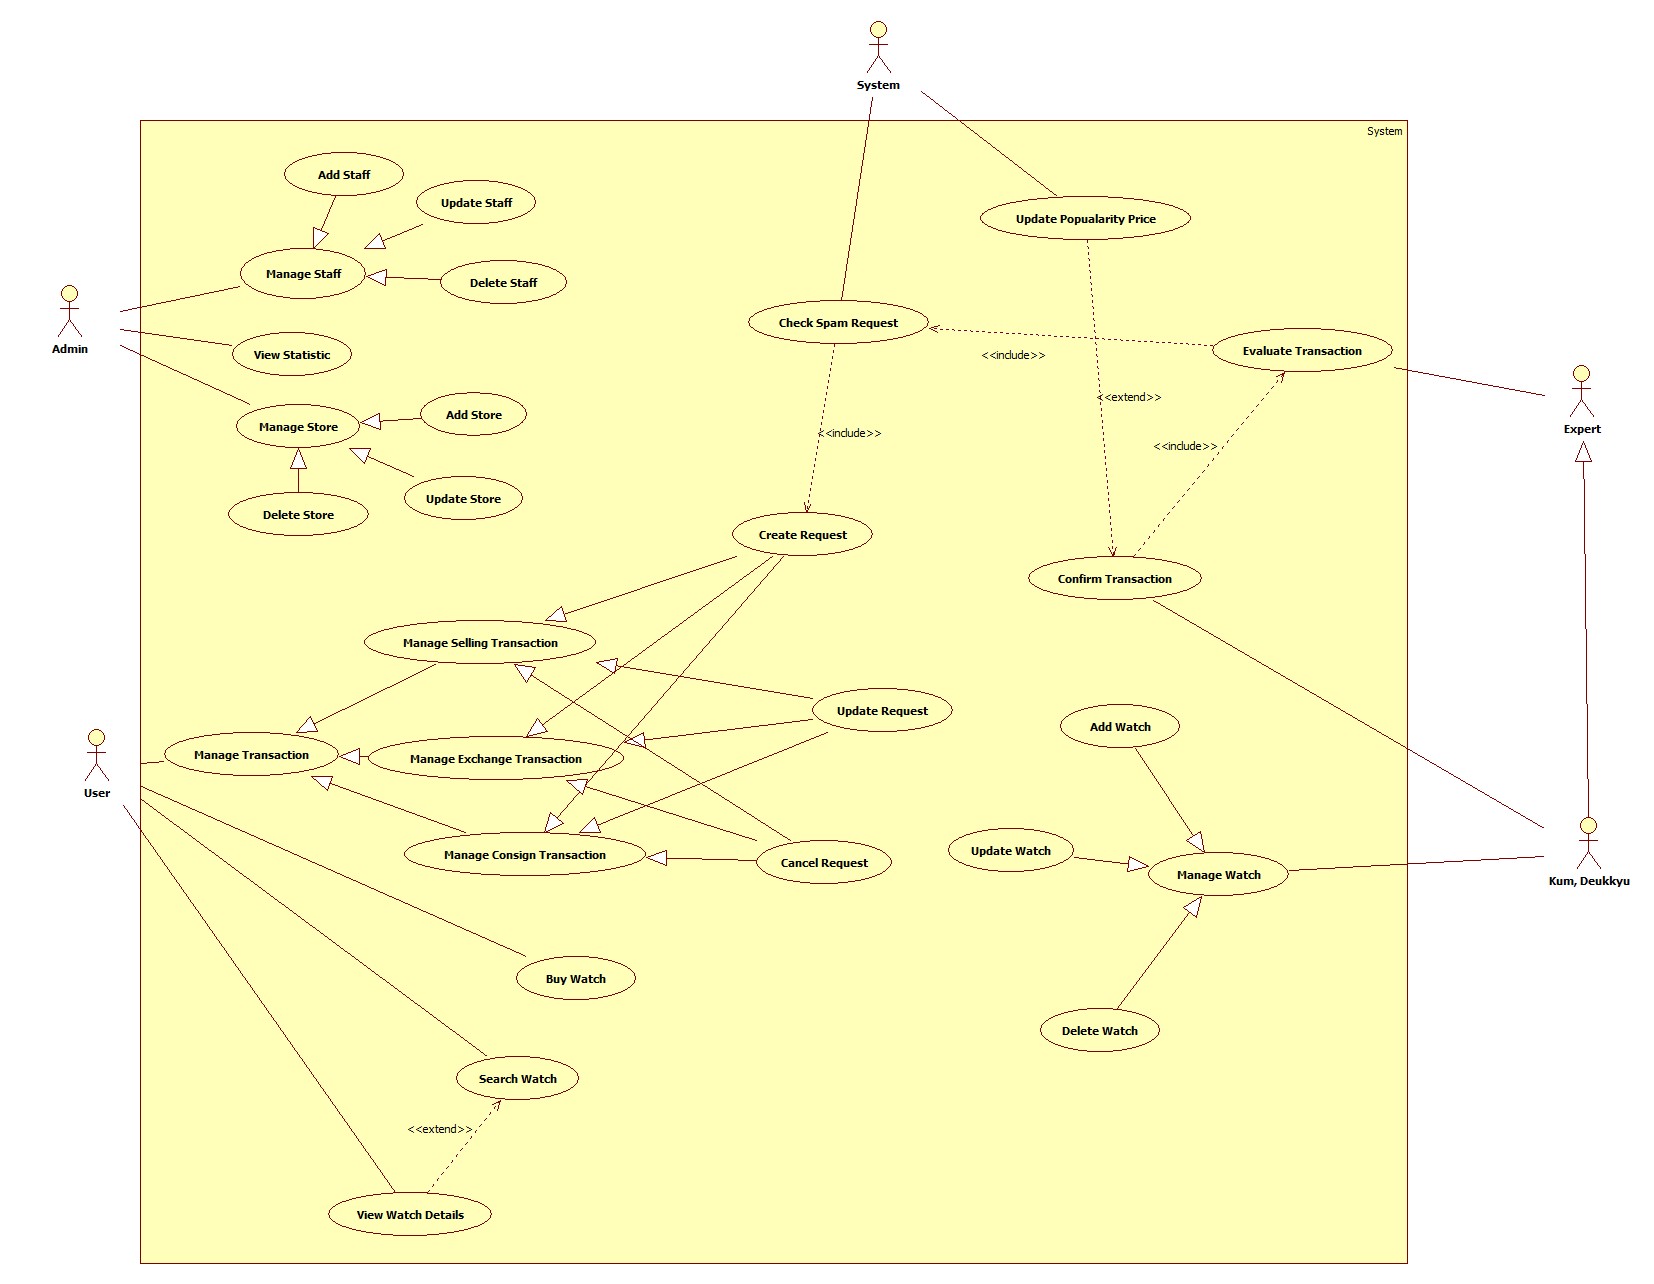 System
System
Add Staff
Update Staff
Update Popualarity Price
Manage Staff
Delete Staff
Check Spam Request
Admin
View Statistic
<<include>>
Evaluate Transaction
<<extend>>
Add Store
Manage Store
Expert
<<include>>
<<include>>
Update Store
Delete Store
Create Request
Confirm Transaction
Manage Selling Transaction
Update Request
Add Watch
Manage Transaction
Manage Exchange Transaction
User
Manage Consign Transaction
Cancel Request
Update Watch
Manage Watch
Kum, Deukkyu
Buy Watch
Delete Watch
Search Watch
<<extend>>
View Watch Details